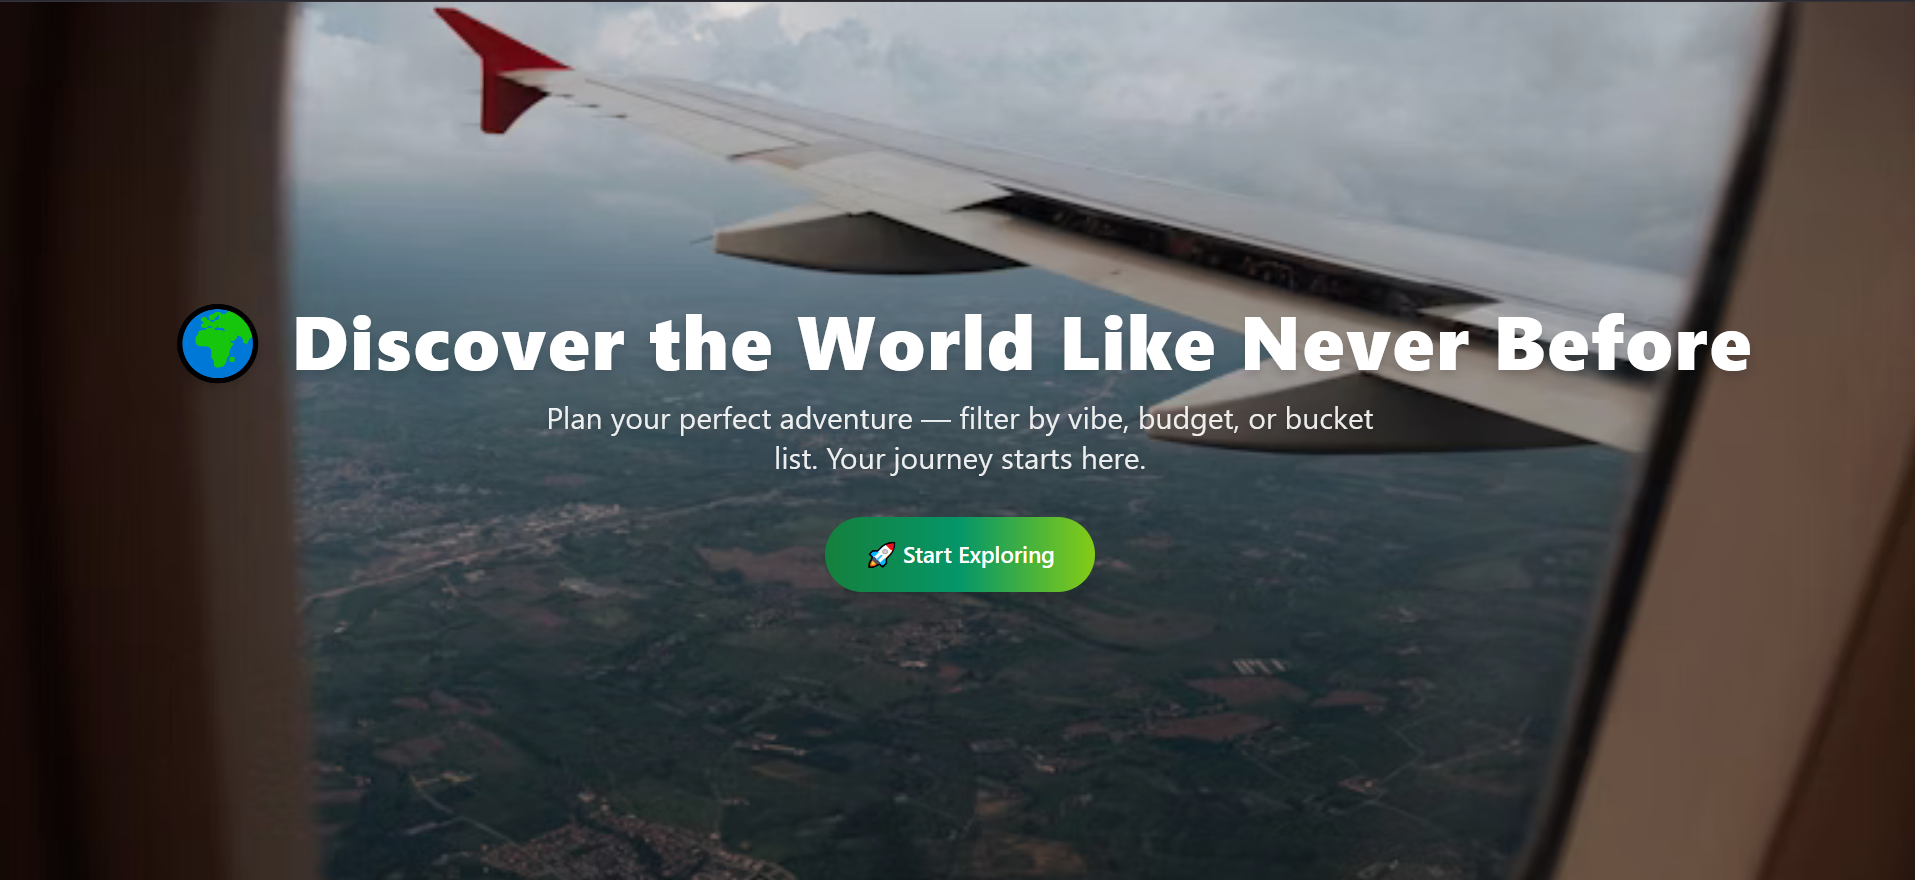 🌍 Discover the World Like Never Before
Plan your perfect adventure — filter by vibe, budget, or bucket
list. Your journey starts here.
🚀 Start Exploring